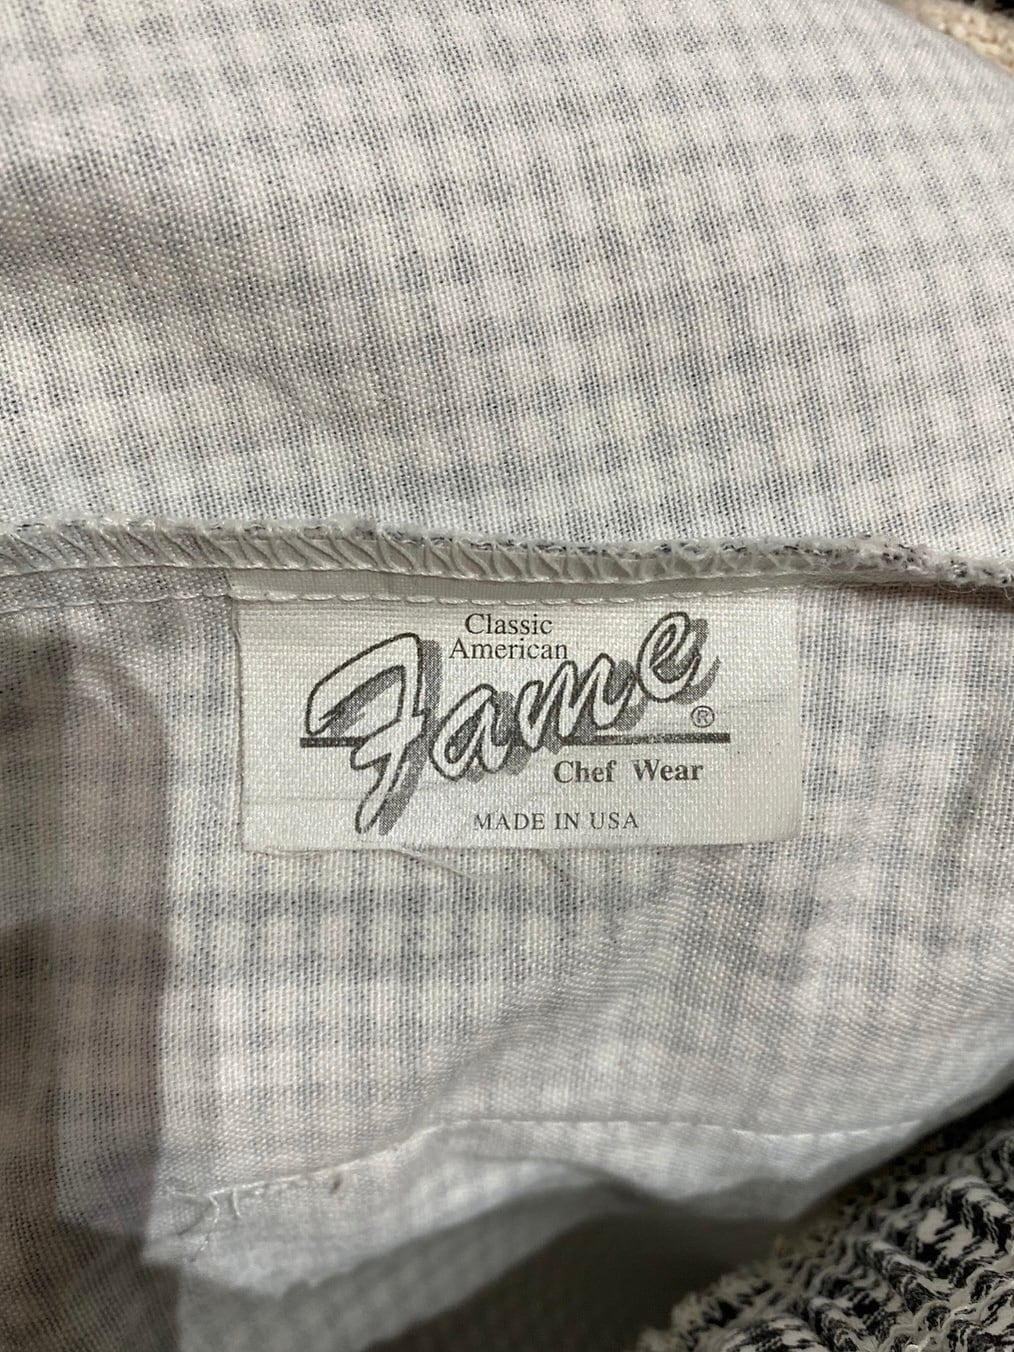 Classic
American
Fame ®
Chef Wear
MADE IN USA